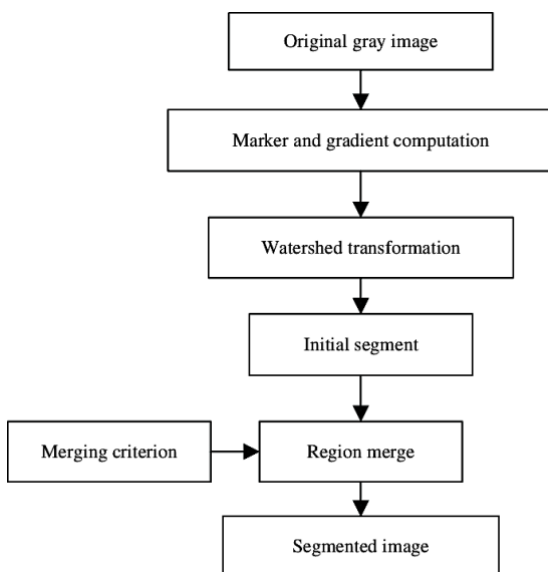 Original gray image
Marker and gradient computation
Watershed transformation
Initial segment
Merging criterion
Region merge
Segmented image